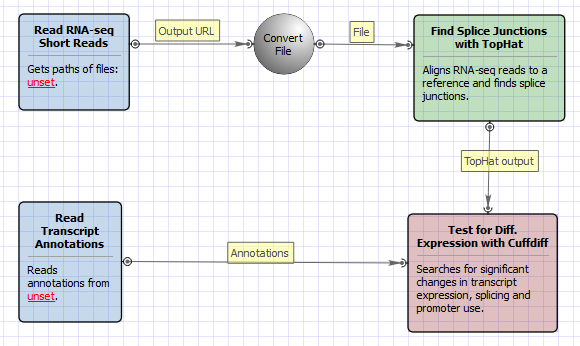 Read RNA-seq
Short Reads
Gets paths of files:
unset.
Output URL
Convert
File
File
Find Splice Junctions
with TopHat
Aligns RNA-seq reads to a
reference and finds splice
junctions.
TopHat output
Read
Transcript
Annotations
Reads
annotations from
unset.
Annotations
Test for Diff.
Expression with Cuffdiff
Searches for significant
changes in transcript
expression, splicing and
promoter use.